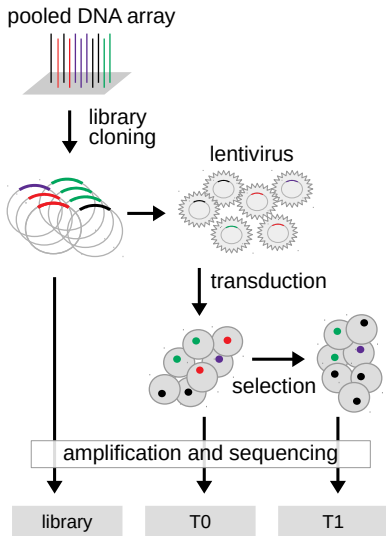 pooled DNA array
library
cloning
lentivirus
transduction
selection
amplification and sequencing
library
T0
T1